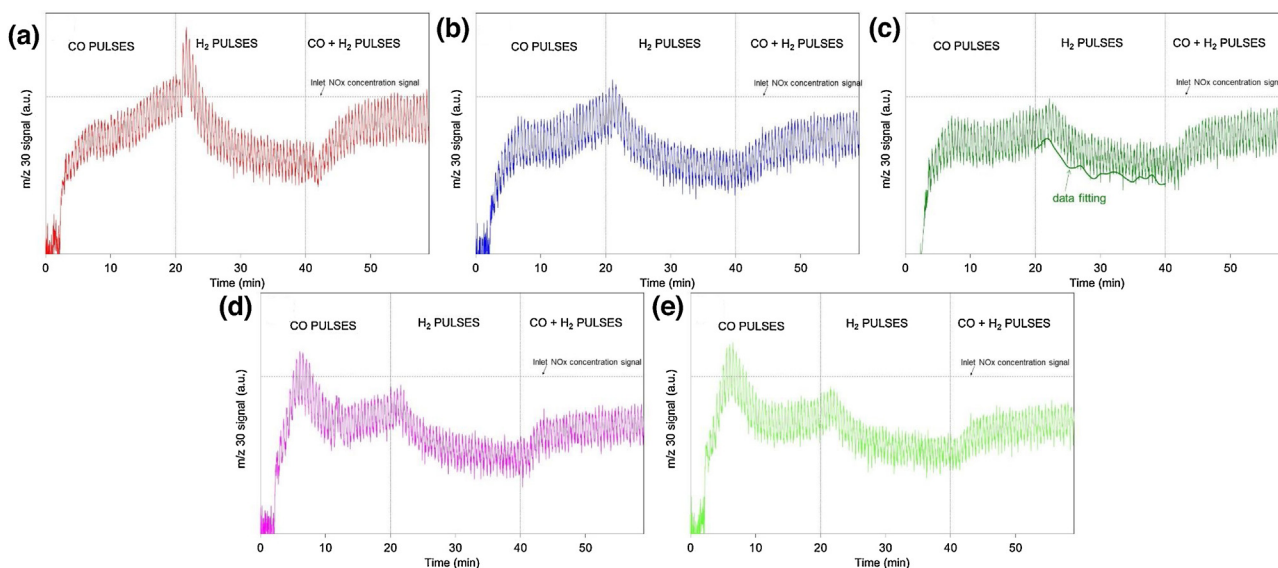 (a)
CO PULSES
H₂ PULSES
CO + H₂ PULSES
Inlet NOx concentration signal
m/z 30 signal (a.u.)
0 10 20 30 40 50
Time (min)
(b)
CO PULSES
H₂ PULSES
CO + H₂ PULSES
Inlet NOx concentration signal
m/z 30 signal (a.u.)
0 10 20 30 40 50
Time (min)
(c)
CO PULSES
H₂ PULSES
CO + H₂ PULSES
Inlet NOx concentration sign
data fitting
m/z 30 signal (a.u.)
0 10 20 30 40 50
Time (min)
(d)
CO PULSES
H₂ PULSES
CO + H₂ PULSES
Inlet NOx concentration signal
m/z 30 signal (a.u.)
0 10 20 30 40 50
Time (min)
(e)
CO PULSES
H₂ PULSES
CO + H₂ PULSES
Inlet NOx concentration signal
m/z 30 signal (a.u.)
0 10 20 30 40 50
Time (min)